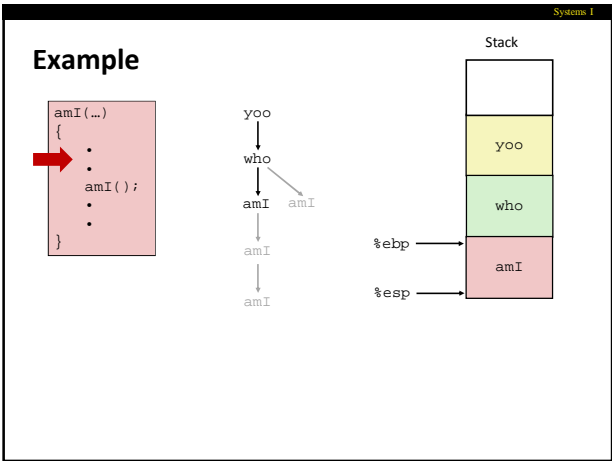 Systems I
Example
Stack
amI(…)
{
•
•
amI();
•
•
}
yoo
who
amI amI
amI
amI
yoo
who
%ebp
amI
%esp